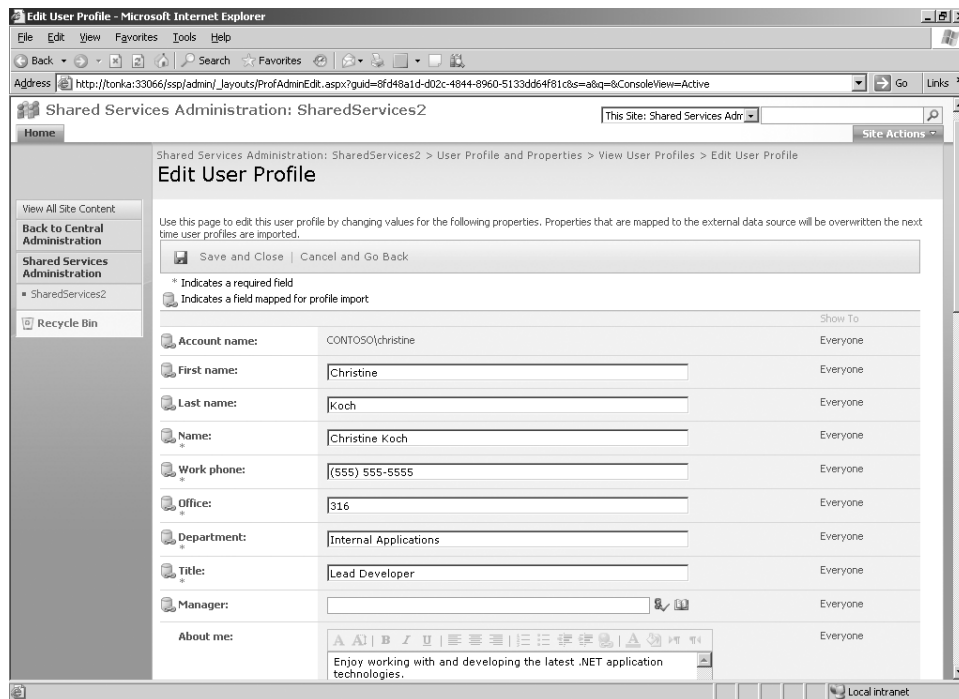 Edit User Profile - Microsoft Internet Explorer
File Edit View Favorites Tools Help
Back Search Favorites
Address http://tonka:33066/ssp/admin/_layouts/ProfAdminEdit.aspx?guid=8fd48a1d-d02c-4844-8960-5133dd64f81c&s=a&q=&ConsoleView=Active Go Links
Shared Services Administration: SharedServices2
This Site: Shared Services Adm
Home Site Actions
Shared Services Administration: SharedServices2 > User Profile and Properties > View User Profiles > Edit User Profile
Edit User Profile
View All Site Content
Back to Central
Administration
Shared Services
Administration
SharedServices2
Recycle Bin
Use this page to edit this user profile by changing values for the following properties. Properties that are mapped to the external data source will be overwritten the next
time user profiles are imported.
Save and Close | Cancel and Go Back
* Indicates a required field
Indicates a field mapped for profile import
Show To
Account name: CONTOSO\christine Everyone
First name: Christine Everyone
Last name: Koch Everyone
Name: Christine Koch Everyone
*
Work phone: (555) 555-5555 Everyone
*
Office: 316 Everyone
*
Department: Internal Applications Everyone
*
Title: Lead Developer Everyone
*
Manager: Everyone
About me: Everyone
A A | B I U | A
Enjoy working with and developing the latest .NET application
technologies.
Local intranet